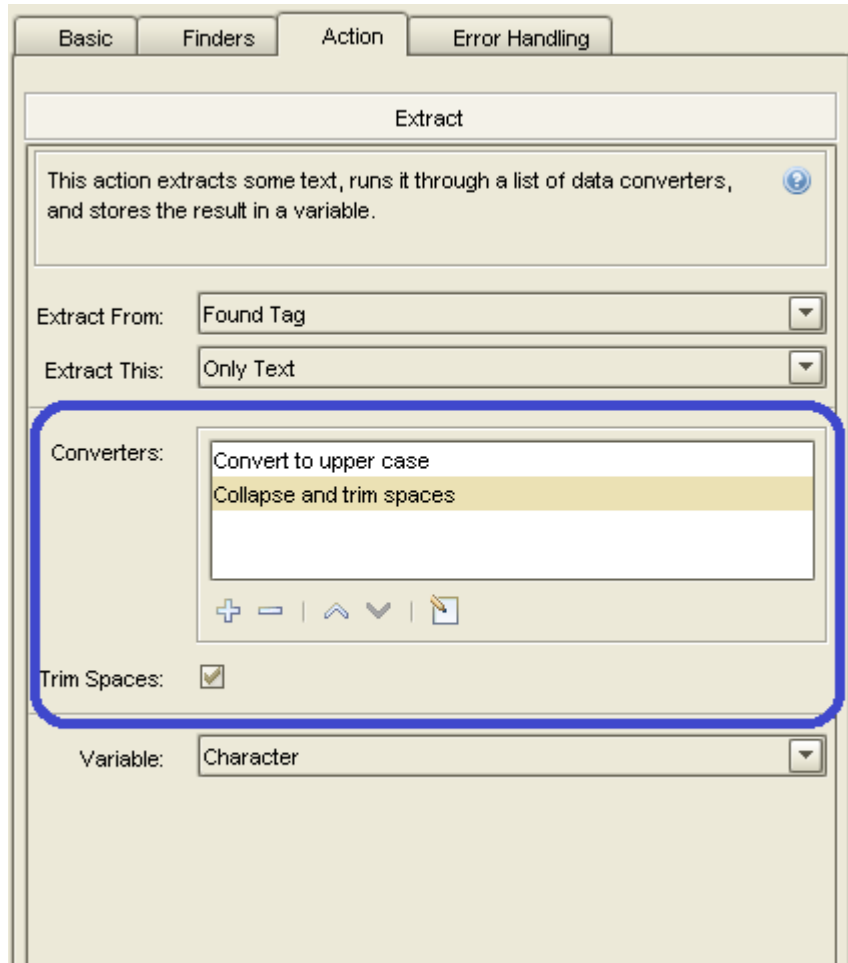 Basic Finders Action Error Handling
Extract
This action extracts some text, runs it through a list of data converters,
and stores the result in a variable.
Extract From: Found Tag
Extract This: Only Text
Converters: Convert to upper case
Collapse and trim spaces
Trim Spaces:
Variable: Character